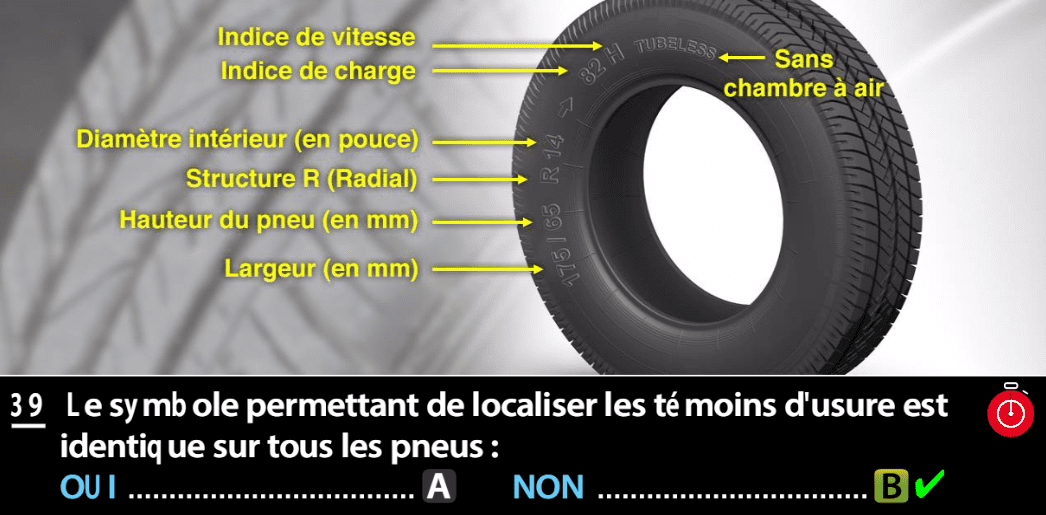 Indice de vitesse
Indice de charge
Diamètre intérieur (en pouce)
Structure R (Radial)
Hauteur du pneu (en mm)
Largeur (en mm)
Sans
chambre à air
175 / 65 R 14 82 H TUBELESS
39 Le symbole permettant de localiser les témoins d'usure est
identique sur tous les pneus :
OUI .................................. A NON ................................ B